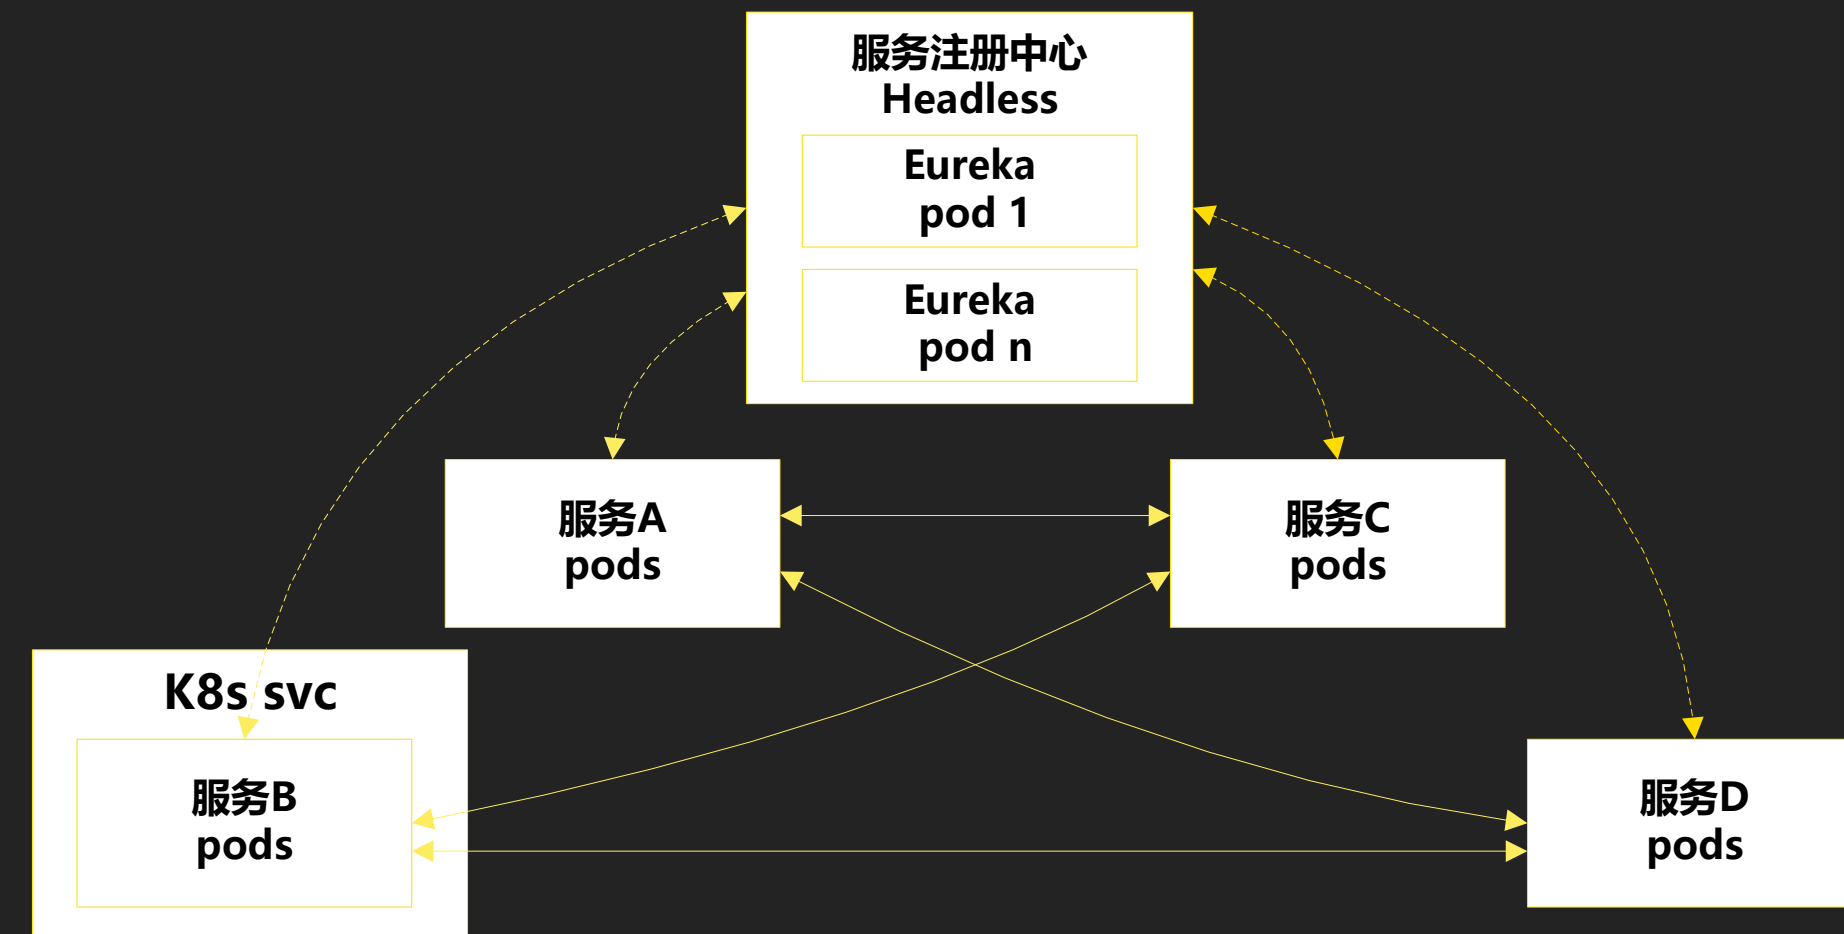 服务注册中心
Headless
Eureka
pod 1
Eureka
pod n
服务A
pods
服务C
pods
K8s svc
服务B
pods
服务D
pods